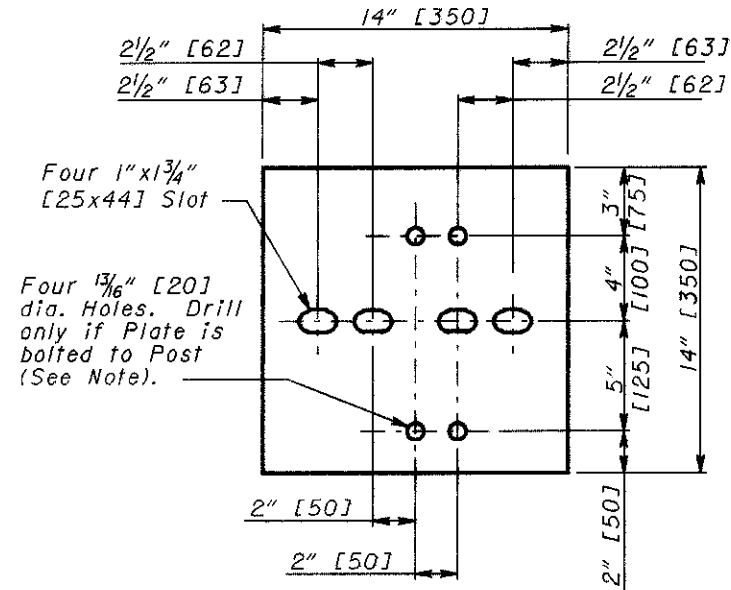 14" [350]
2½" [62]
2½" [63]
2½" [63]
2½" [62]
Four 1"x1¾"
[25x44] Slot
Four 13/16" [20]
dia. Holes. Drill
only if Plate is
bolted to Post
(See Note).
3"
[75]
4"
[100]
5"
[125]
14" [350]
2" [50]
2" [50]
2" [50]